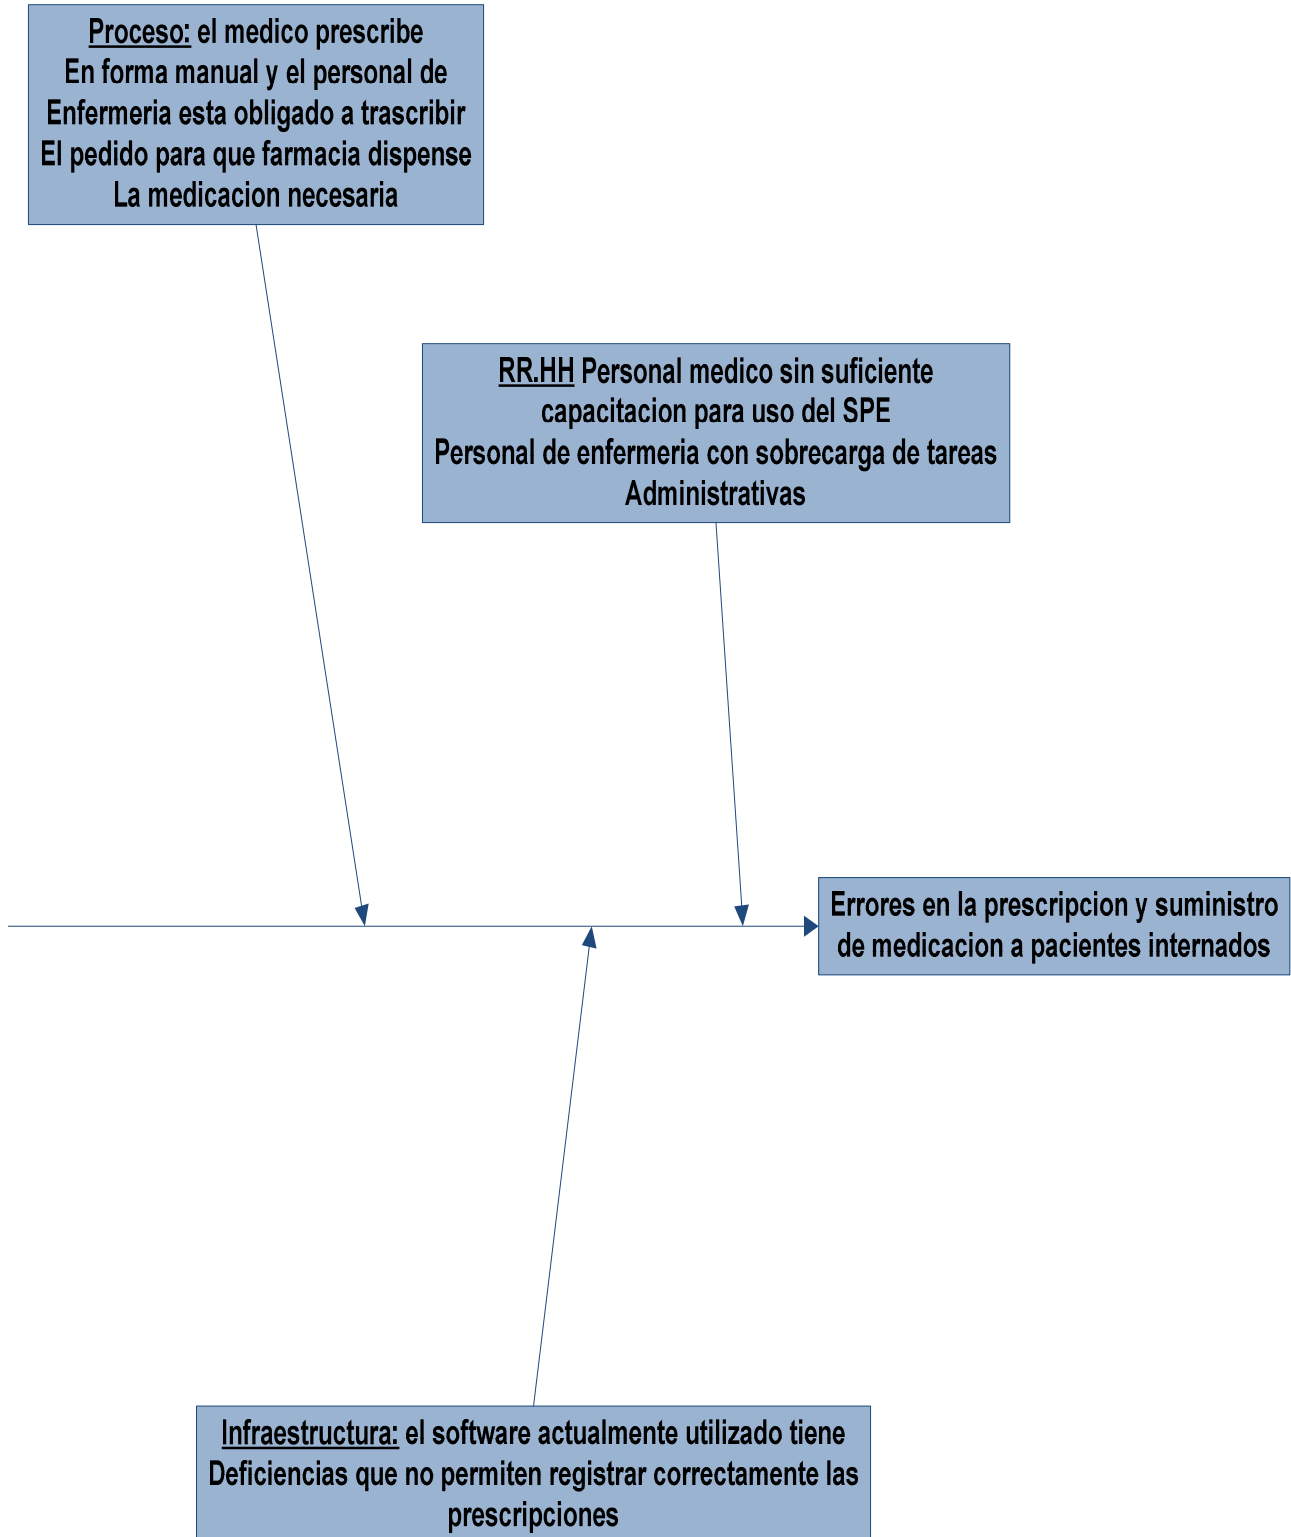 Proceso: el medico prescribe
En forma manual y el personal de
Enfermeria esta obligado a trascribir
El pedido para que farmacia dispense
La medicacion necesaria
RR.HH Personal medico sin suficiente
capacitacion para uso del SPE
Personal de enfermeria con sobrecarga de tareas
Administrativas
Errores en la prescripcion y suministro
de medicacion a pacientes internados
Infraestructura: el software actualmente utilizado tiene
Deficiencias que no permiten registrar correctamente las
prescripciones